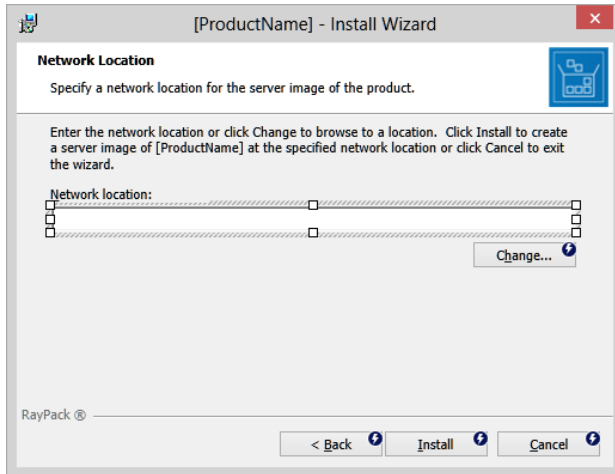 [ProductName] - Install Wizard
Network Location
Specify a network location for the server image of the product.
Enter the network location or click Change to browse to a location. Click Install to create
a server image of [ProductName] at the specified network location or click Cancel to exit
the wizard.
Network location:
Change...
RayPack ®
< Back
Install
Cancel